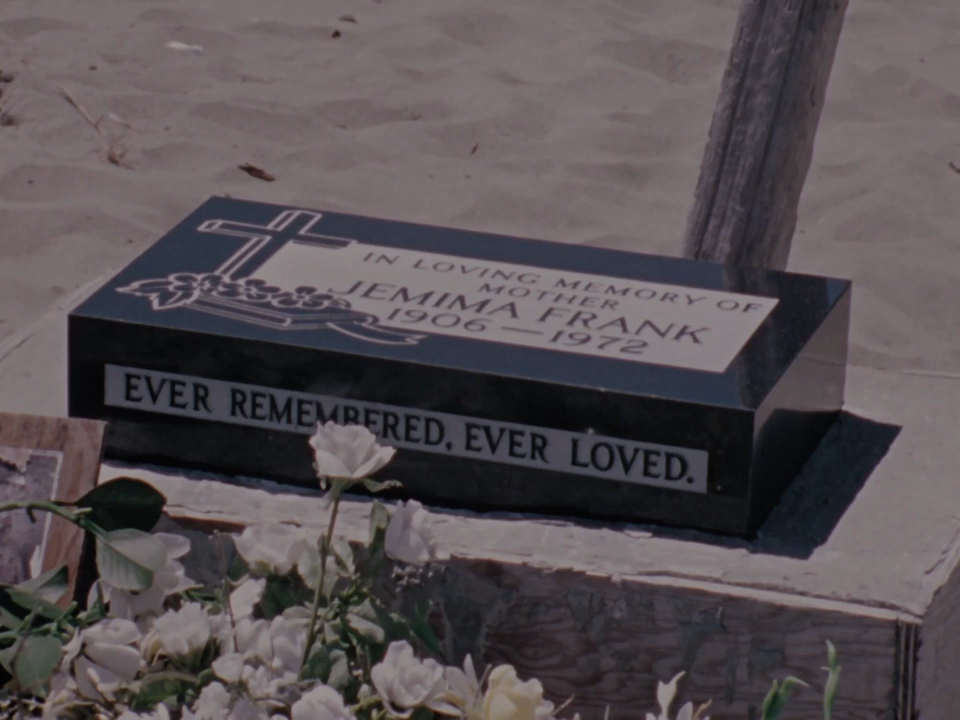 IN LOVING MEMORY OF
MOTHER
JEMIMA FRANK
1906 — 1972
EVER REMEMBERED, EVER LOVED.